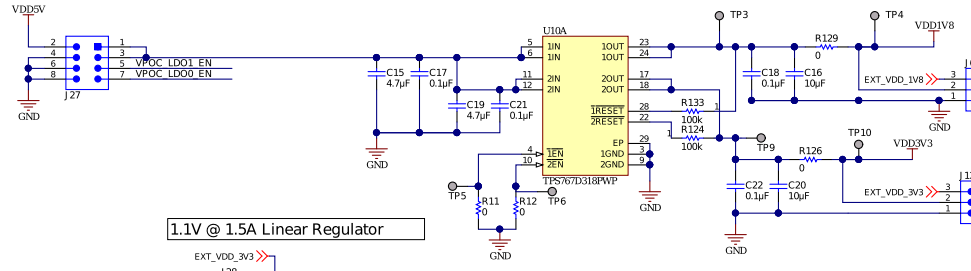 VDD5V
2 1
4 3
6 5 VPOC_LDO1_EN
8 7 VPOC_LDO0_EN
J27
GND
C15
4.7µF
C17
0.1µF
C19
4.7µF
C21
0.1µF
GND
U10A
5 1IN 1OUT 23
6 1IN 1OUT 24
11 2IN 2OUT 17
12 2IN 2OUT 18
1RESET 28
2RESET 22
EP 29
4 1EN 1GND 3
10 2EN 2GND 9
TPS767D318PWP
TP5
TP6
R11
0
R12
0
GND
GND
R133
100k
1
R124
100k
1
TP3
TP4
VDD1V8
R129
0
C18
0.1µF
C16
10µF
EXT_VDD_1V8
3
2
1
GND
TP9
TP10
VDD3V3
R126
0
C22
0.1µF
C20
10µF
EXT_VDD_3V3
3
2
1
GND
1.1V @ 1.5A Linear Regulator
EXT_VDD_3V3